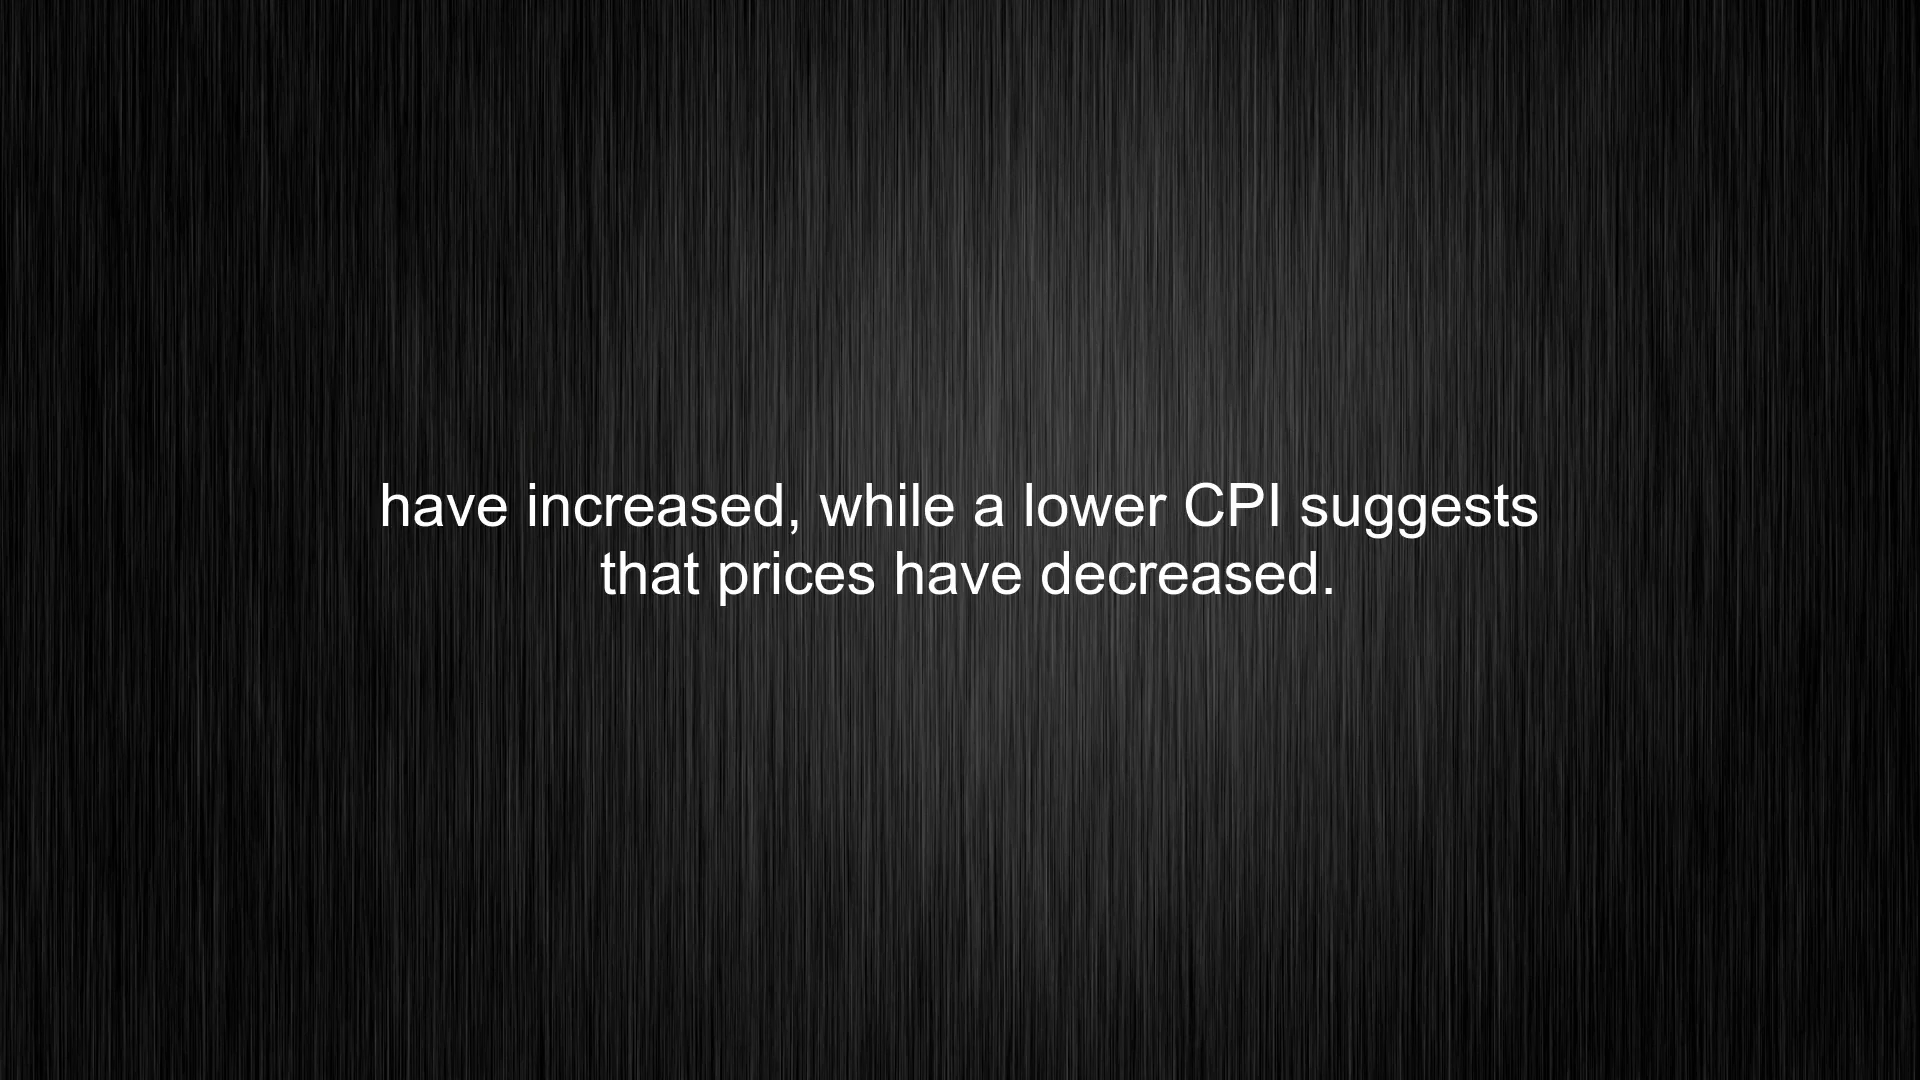 have increased, while a lower CPI suggests
that prices have decreased.